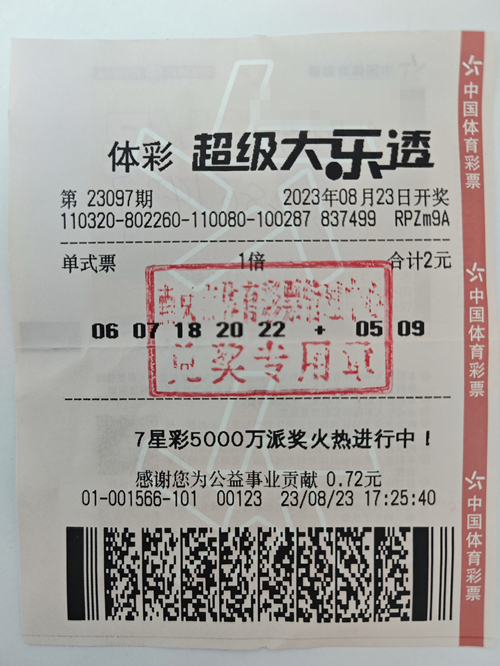 体彩 超级大乐透
第 23097期 2023年08月23日开奖
110320-802260-110080-100287 837499 RPZm9A
单式票 1倍 合计2元
06 07 18 20 22 + 05 09
兑奖专用章
7星彩5000万派奖火热进行中！
感谢您为公益事业贡献 0.72元
01-001566-101 00123 23/08/23 17:25:40
中国体育彩票
中国体育彩票
中国体育彩票